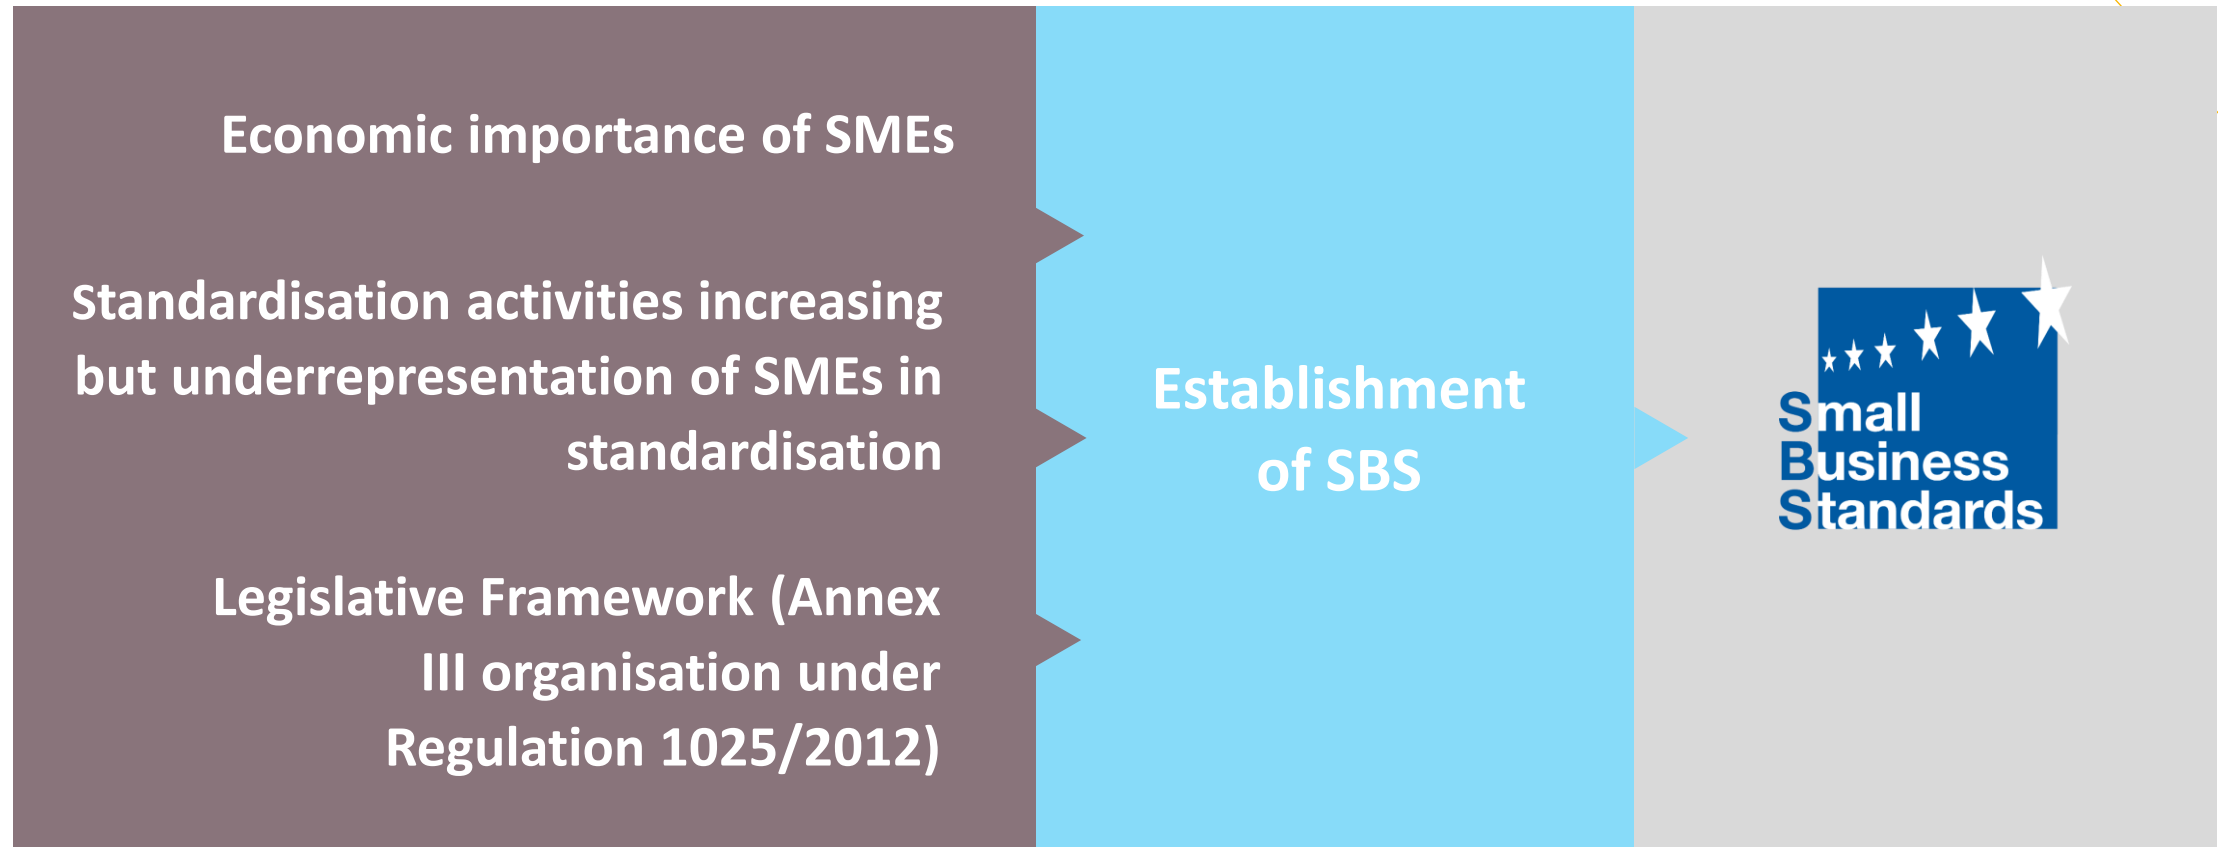 Economic importance of SMEs
Standardisation activities increasing
but underrepresentation of SMEs in
standardisation
Legislative Framework (Annex
III organisation under
Regulation 1025/2012)
Establishment
of SBS
Small
Business
Standards